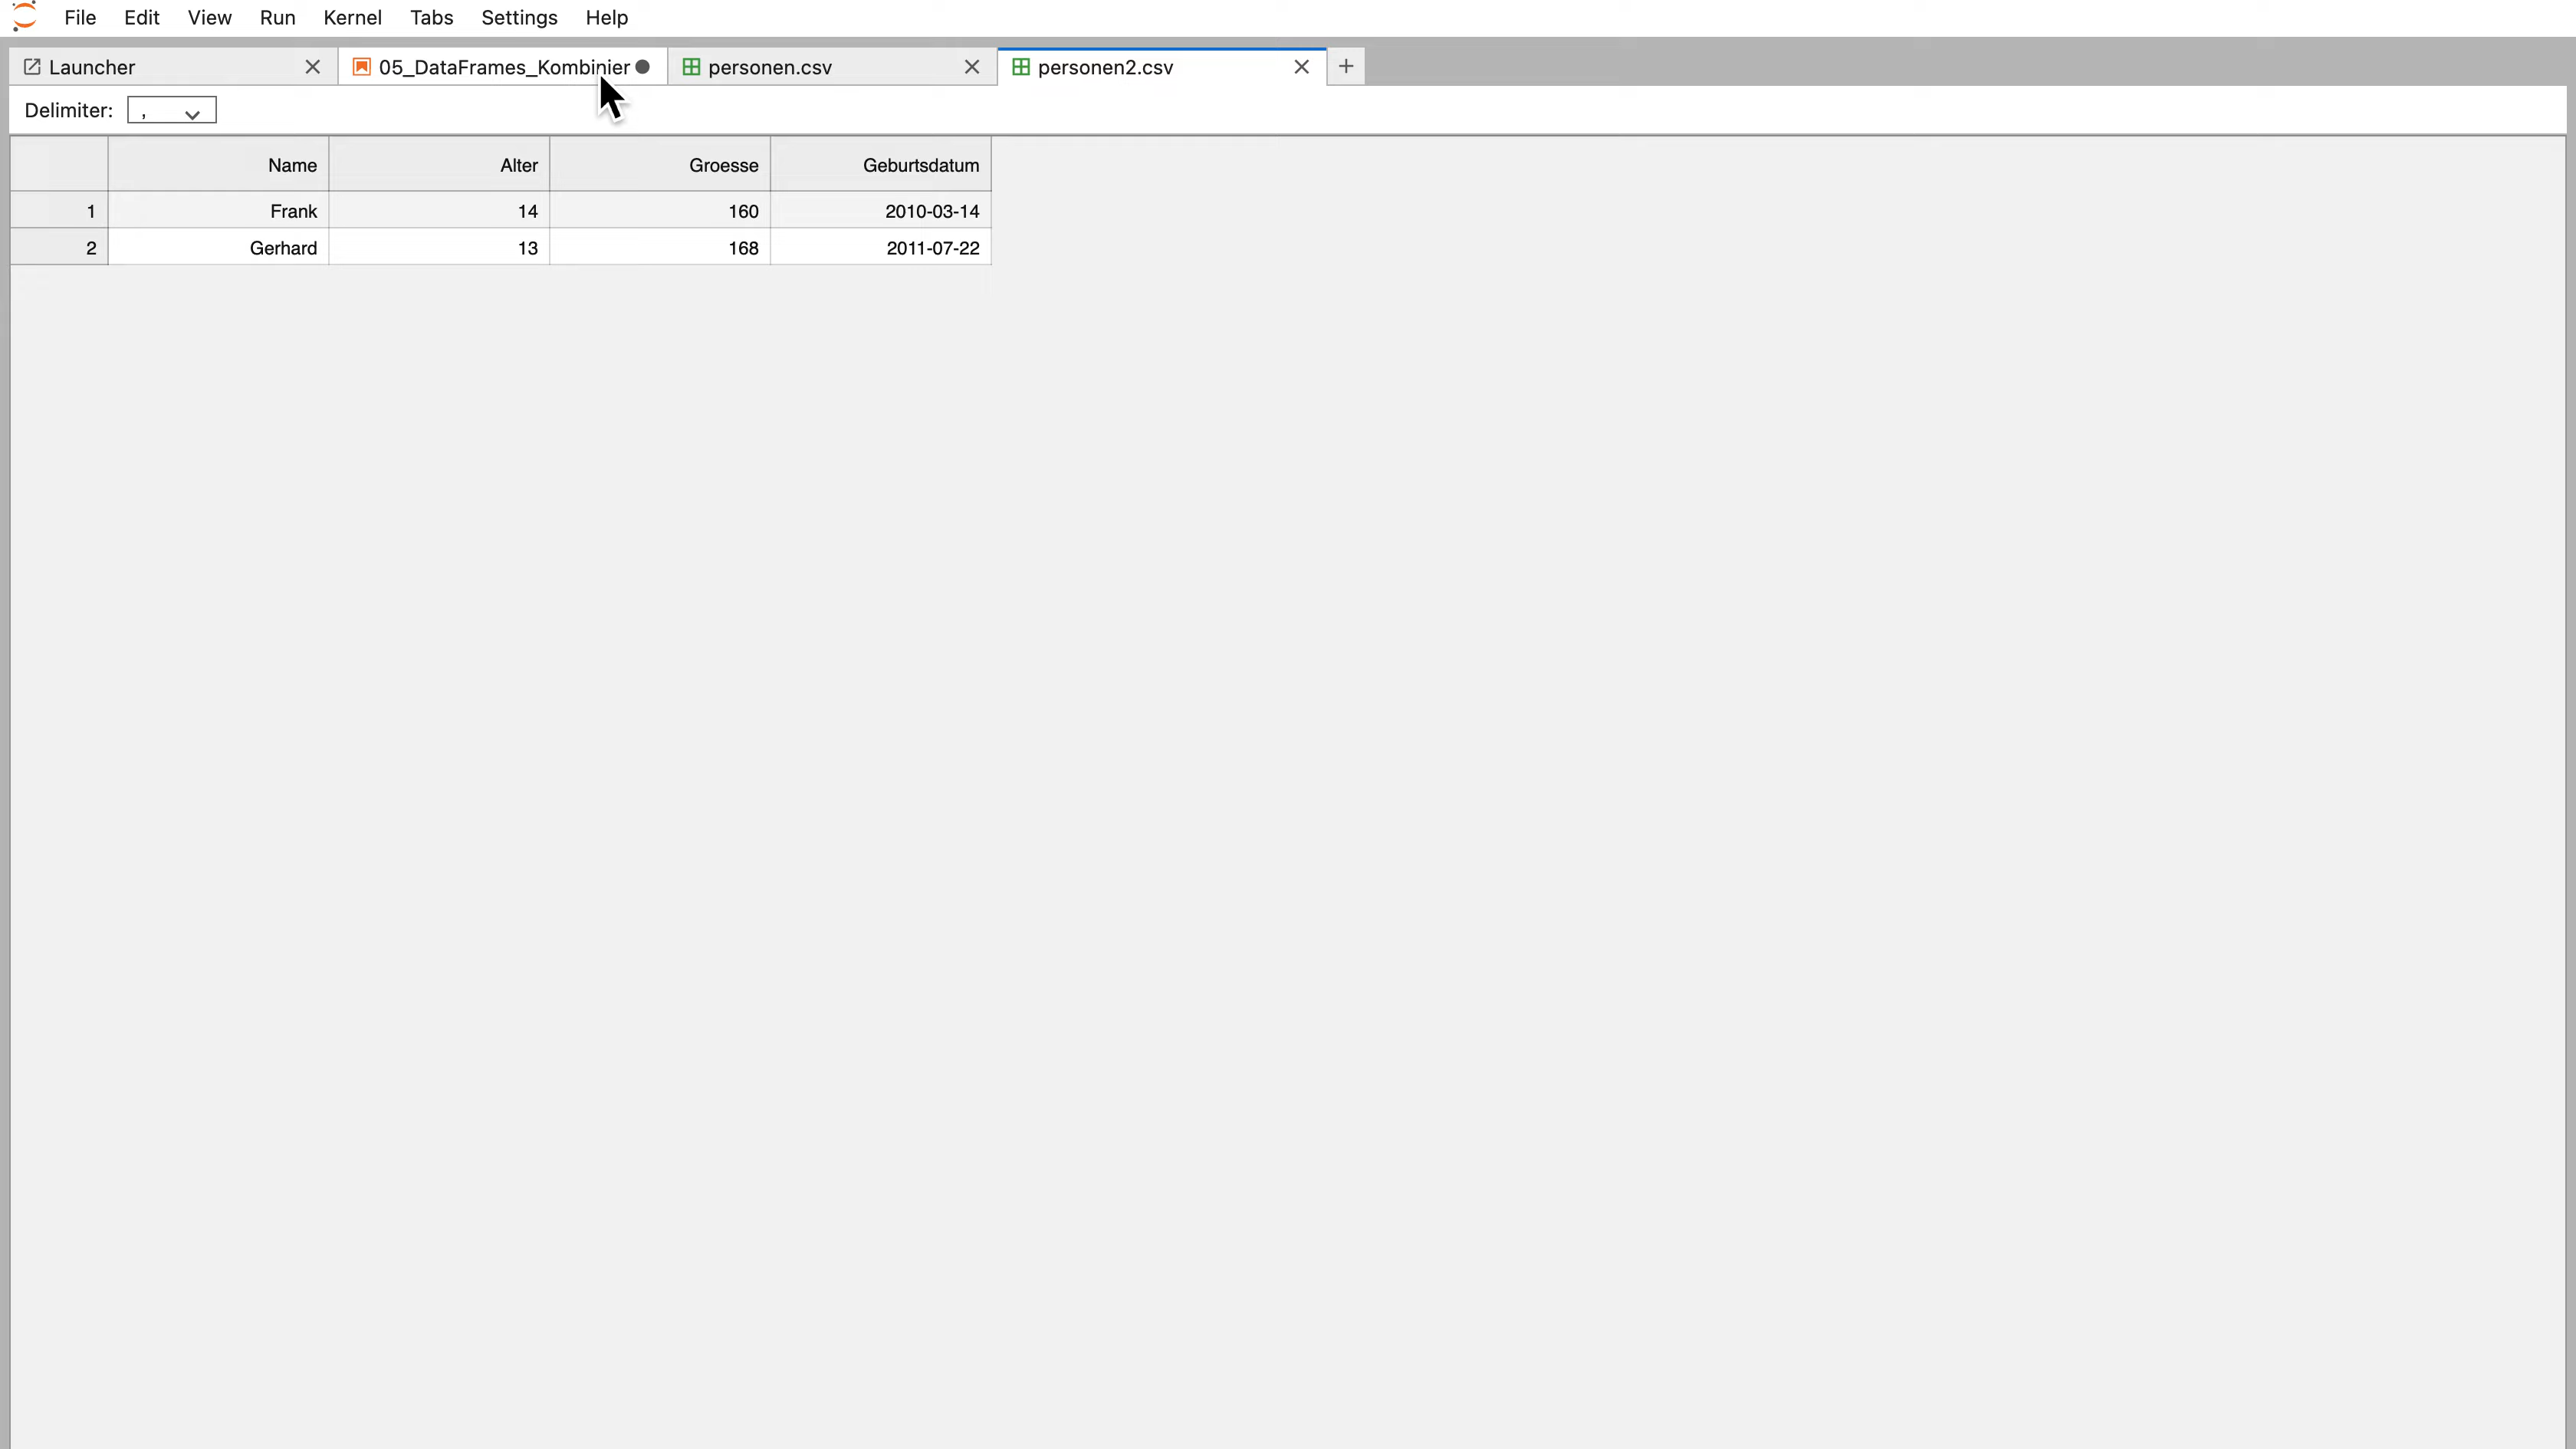 File Edit View Run Kernel Tabs Settings Help
Launcher 05_DataFrames_Kombinier personen.csv personen2.csv
Delimiter: ,
Name Alter Groesse Geburtsdatum
1 Frank 14 160 2010-03-14
2 Gerhard 13 168 2011-07-22